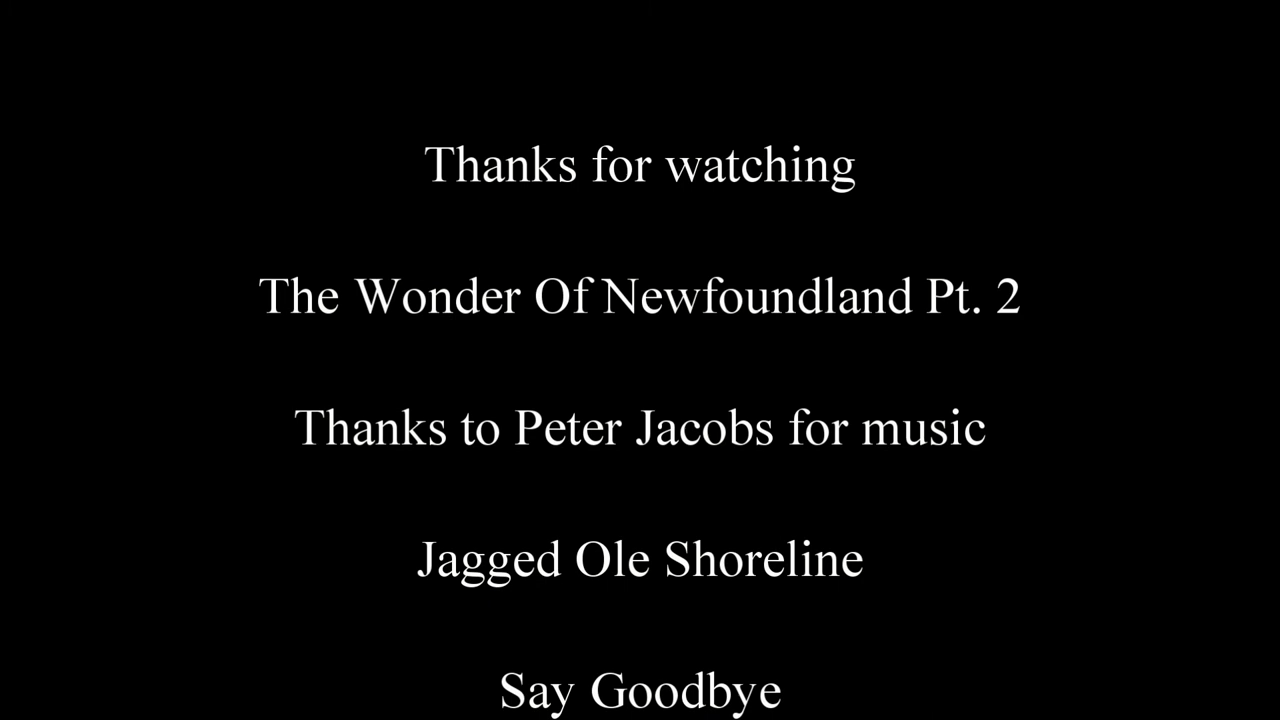 Thanks for watching
The Wonder Of Newfoundland Pt. 2
Thanks to Peter Jacobs for music
Jagged Ole Shoreline
Say Goodbye